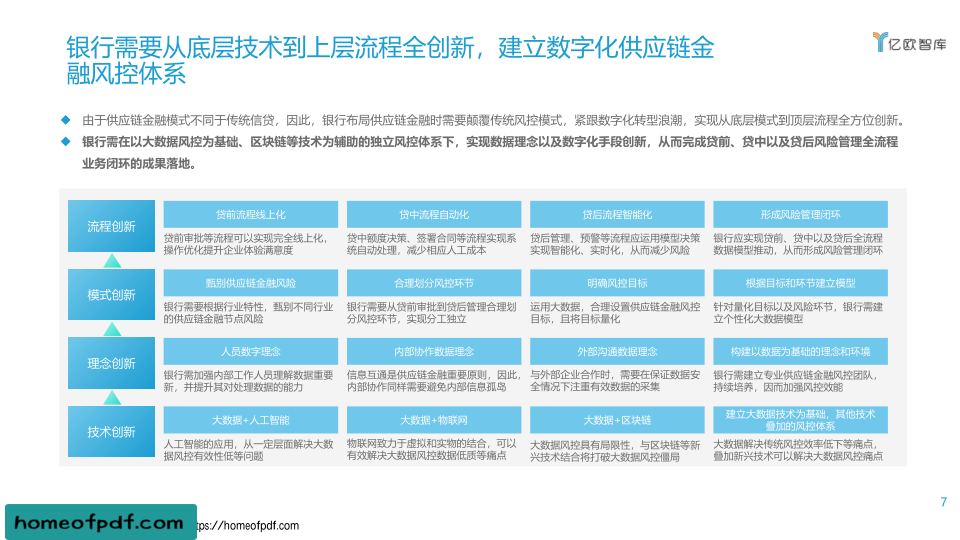 银行需要从底层技术到上层流程全创新，建立数字化供应链金
融风控体系
亿欧智库
由于供应链金融模式不同于传统信贷，因此，银行布局供应链金融时需要颠覆传统风控模式，紧跟数字化转型浪潮，实现从底层模式到顶层流程全方位创新。
银行需在以大数据风控为基础、区块链等技术为辅助的独立风控体系下，实现数据理念以及数字化手段创新，从而完成贷前、贷中以及贷后风险管理全流程
业务闭环的成果落地。
流程创新
贷前流程线上化
贷前审批等流程可以实现完全线上化，
操作优化提升企业体验满意度
贷中流程自动化
贷中额度决策、签署合同等流程实现系
统自动处理，减少相应人工成本
贷后流程智能化
贷后管理、预警等流程应运用模型决策
实现智能化、实时化，从而减少风险
形成风险管理闭环
银行应实现贷前、贷中以及贷后全流程
数据模型推动，从而形成风险管理闭环
模式创新
甄别供应链金融风险
银行需要根据行业特性，甄别不同行业
的供应链金融节点风险
合理划分风控环节
银行需要从贷前审批到贷后管理合理划
分风控环节，实现分工独立
明确风控目标
运用大数据，合理设置供应链金融风控
目标，且将目标量化
根据目标和环节建立模型
针对量化目标以及风险环节，银行需建
立个性化大数据模型
理念创新
人员数字理念
银行需加强内部工作人员理解数据重要
新，并提升其对处理数据的能力
内部协作数据理念
信息互通是供应链金融重要原则，因此，
内部协作同样需要避免内部信息孤岛
外部沟通数据理念
与外部企业合作时，需要在保证数据安
全情况下注重有效数据的采集
构建以数据为基础的理念和环境
银行需建立专业供应链金融风控团队，
持续培养，因而加强风控效能
技术创新
大数据+人工智能
人工智能的应用，从一定层面解决大数
据风控有效性低等问题
大数据+物联网
物联网致力于虚拟和实物的结合，可以
有效解决大数据风控数据低质等痛点
大数据+区块链
大数据风控具有局限性，与区块链等新
兴技术结合将打破大数据风控僵局
建立大数据技术为基础，其他技术
叠加的风控体系
大数据解决传统风控效率低下等痛点，
叠加新兴技术可以解决大数据风控痛点
7
homeofpdf.com
tps://homeofpdf.com